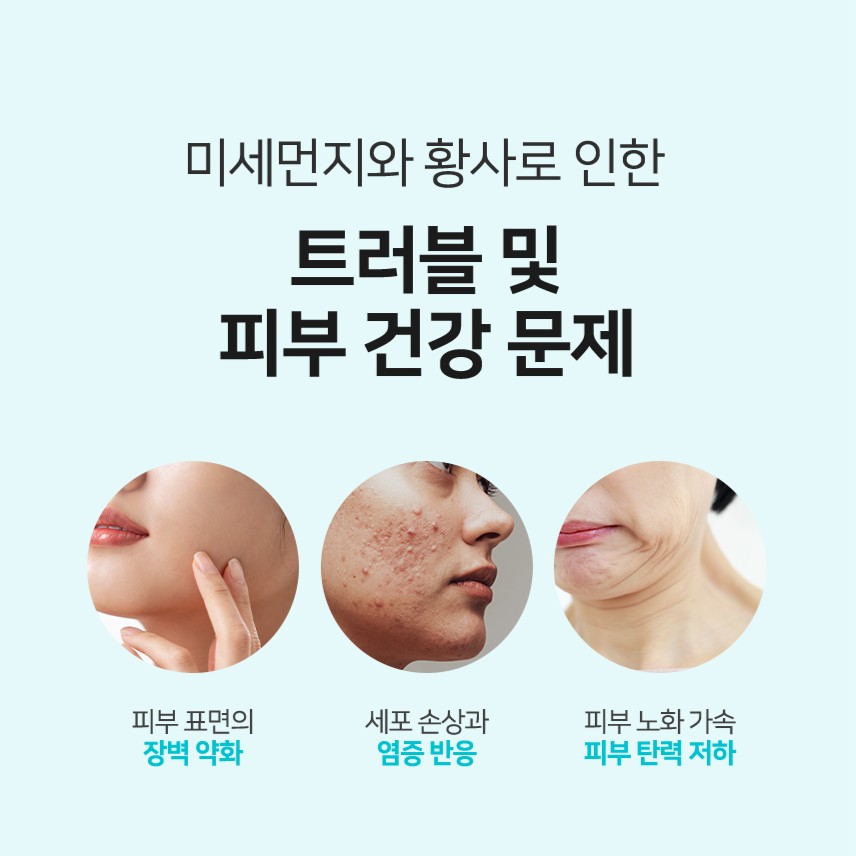 미세먼지와 황사로 인한
트러블 및
피부 건강 문제
피부 표면의
장벽 약화
세포 손상과
염증 반응
피부 노화 가속
피부 탄력 저하